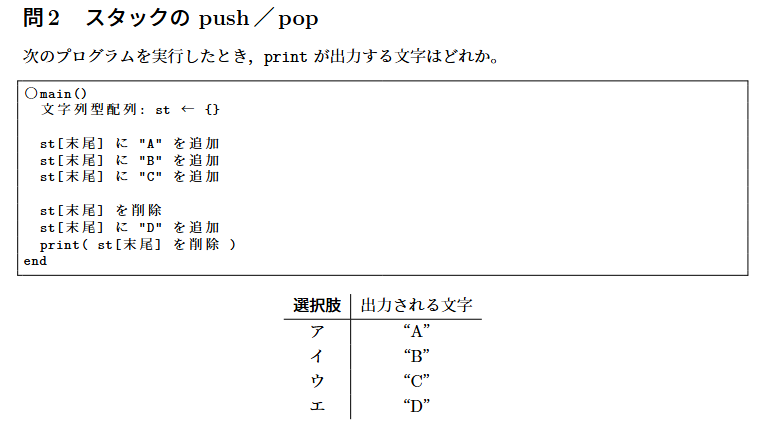 問2 スタックの push／pop
次のプログラムを実行したとき，print が出力する文字はどれか。
○main()
文字列型配列: st ← {}
st[末尾] に "A" を追加
st[末尾] に "B" を追加
st[末尾] に "C" を追加
st[末尾] を削除
st[末尾] に "D" を追加
print( st[末尾] を削除 )
end
選択肢 出力される文字
ア “A”
イ “B”
ウ “C”
エ “D”